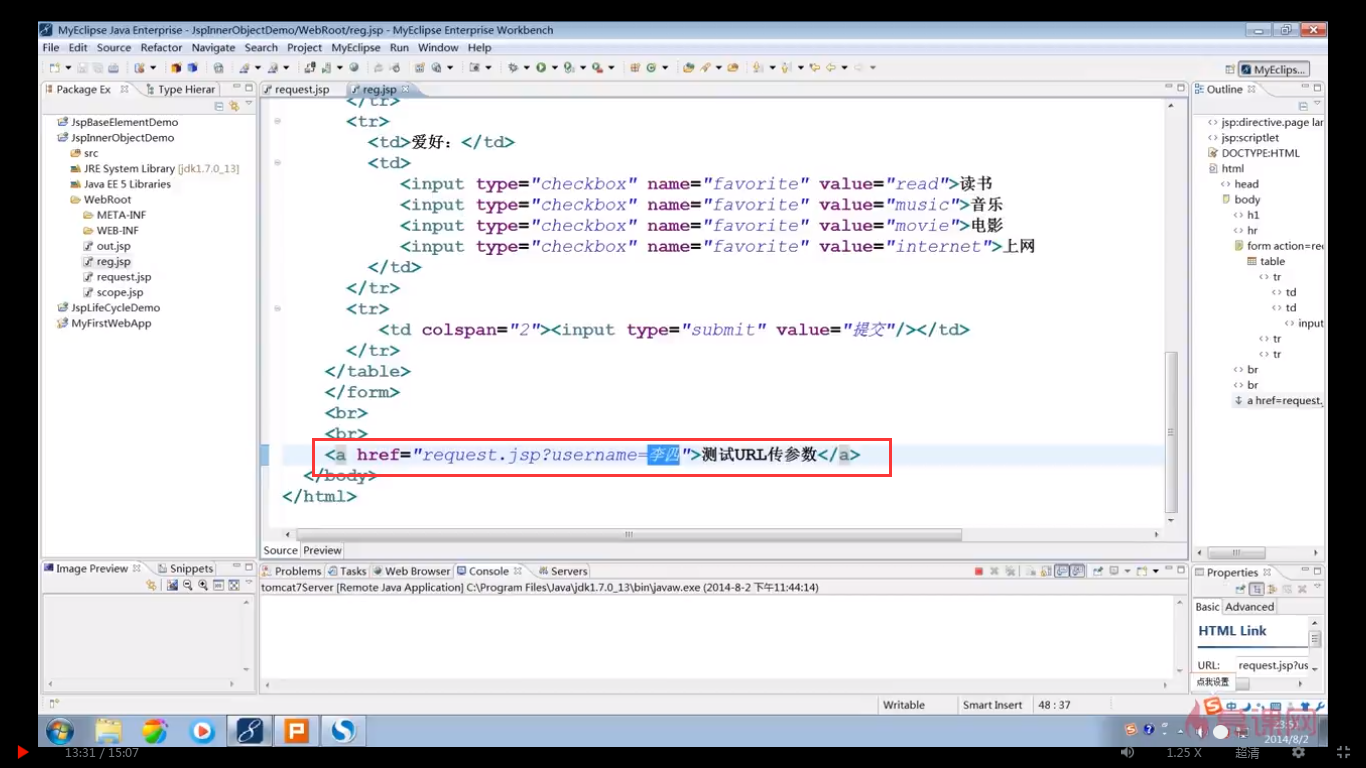 MyEclipse Java Enterprise - JspInnerObjectDemo/WebRoot/reg.jsp - MyEclipse Enterprise Workbench
File Edit Source Refactor Navigate Search Project MyEclipse Run Window Help
MyEclips...
Package Ex Type Hierar
request.jsp reg.jsp
Outline
JspBaseElementDemo
JspInnerObjectDemo
src
JRE System Library [jdk1.7.0_13]
Java EE 5 Libraries
WebRoot
META-INF
WEB-INF
out.jsp
reg.jsp
request.jsp
scope.jsp
JspLifeCycleDemo
MyFirstWebApp
</tr>
<tr>
<td>爱好：</td>
<td>
<input type="checkbox" name="favorite" value="read">读书
<input type="checkbox" name="favorite" value="music">音乐
<input type="checkbox" name="favorite" value="movie">电影
<input type="checkbox" name="favorite" value="internet">上网
</td>
</tr>
<tr>
<td colspan="2"><input type="submit" value="提交"/></td>
</tr>
</table>
</form>
<br>
<br>
<a href="request.jsp?username=李四">测试URL传参数</a>
</body>
</html>
Source Preview
jsp:directive.page lan
jsp:scriptlet
DOCTYPE:HTML
html
head
body
h1
hr
form action=re
table
tr
td
td
input
tr
tr
br
br
a href=request.
Image Preview Snippets
Problems Tasks Web Browser Console Servers
tomcat7Server [Remote Java Application] C:\Program Files\Java\jdk1.7.0_13\bin\javaw.exe (2014-8-2 下午11:44:14)
Properties
Basic Advanced
HTML Link
URL: request.jsp?us
点我设置
Writable Smart Insert 48 : 37
中
慕课网
2014/8/2
13:31 / 15:07
1.25 X 超清